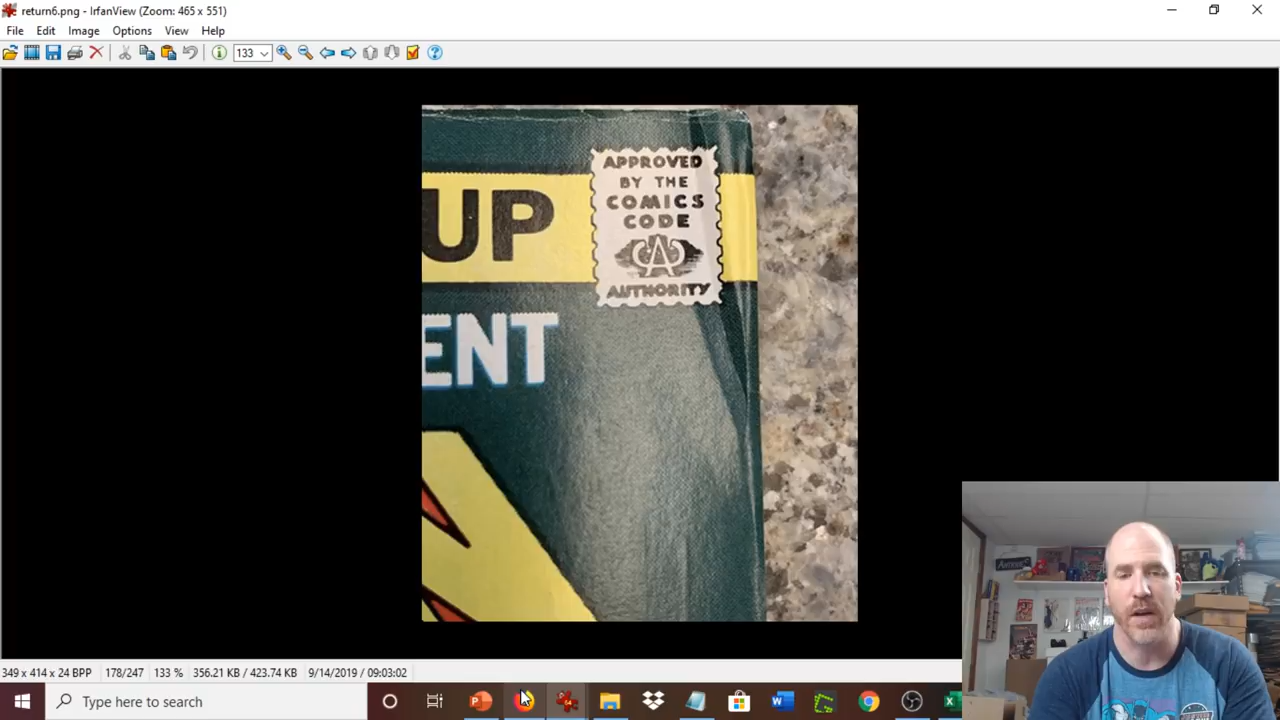 return6.png - IrfanView (Zoom: 465 x 551)
File Edit Image Options View Help
133
UP
APPROVED
BY THE
COMICS
CODE
CA
AUTHORITY
ENT
349 x 414 x 24 BPP 178/247 133 % 356.21 KB / 423.74 KB 9/14/2019 / 09:03:02
Type here to search